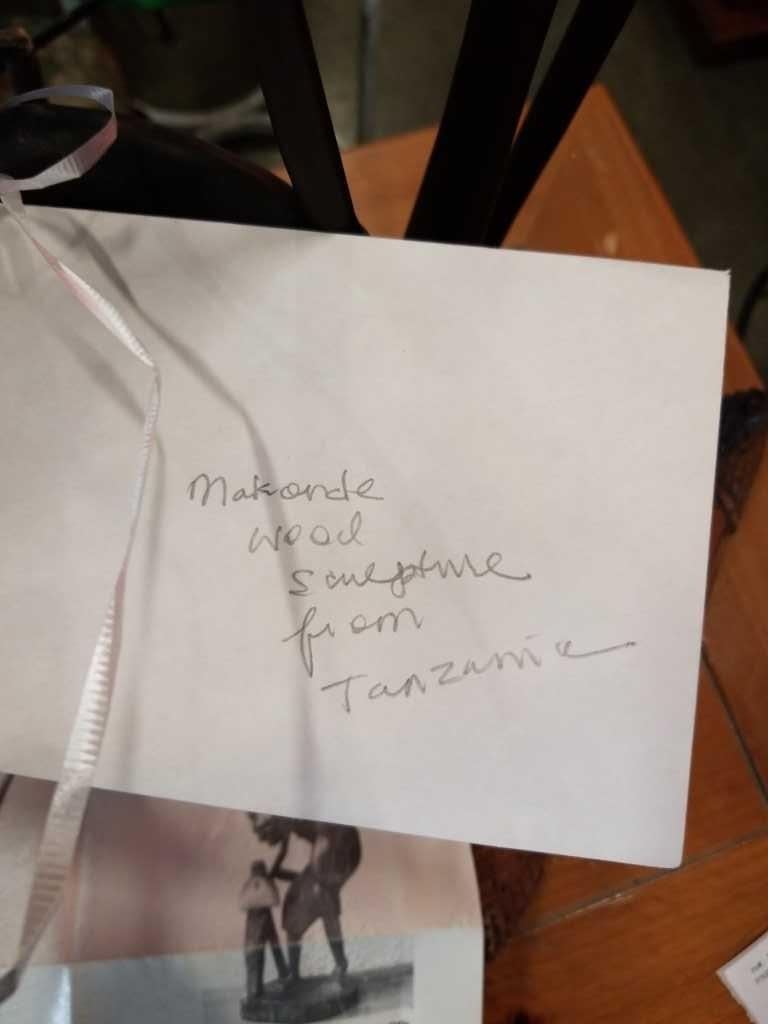 Makonde
wood
sculpture
from
Tanzania